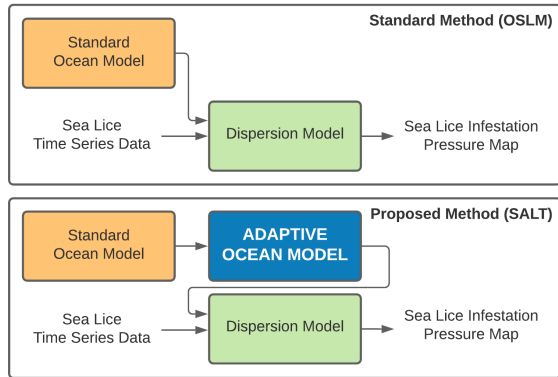 Standard Method (OSLM)
Standard
Ocean Model
Sea Lice
Time Series Data
Dispersion Model
Sea Lice Infestation
Pressure Map
Proposed Method (SALT)
Standard
Ocean Model
ADAPTIVE
OCEAN MODEL
Sea Lice
Time Series Data
Dispersion Model
Sea Lice Infestation
Pressure Map